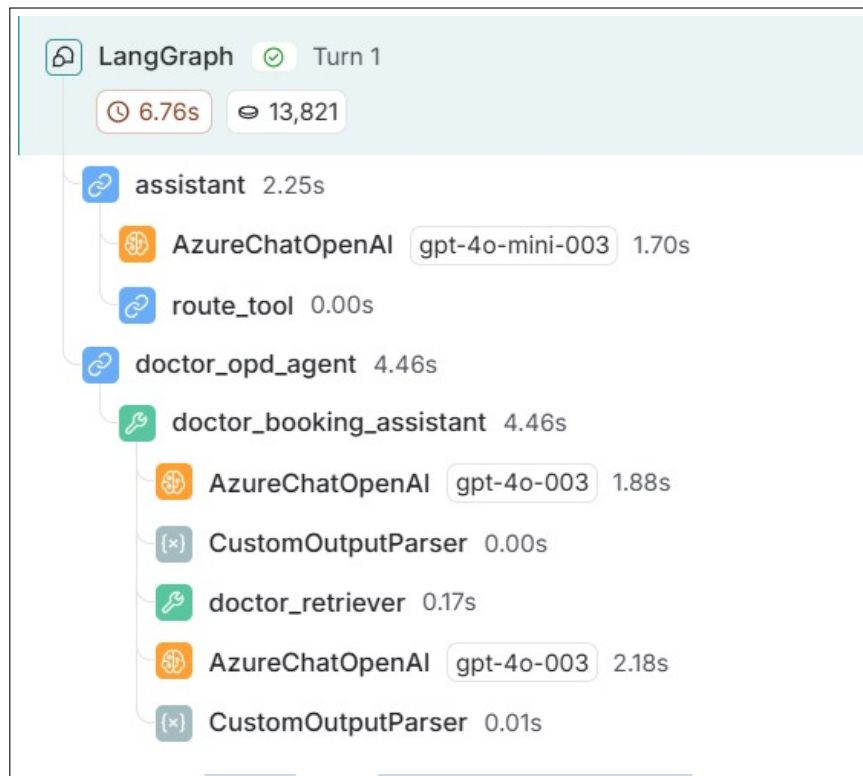 LangGraph Turn 1
6.76s 13,821
assistant 2.25s
AzureChatOpenAI gpt-4o-mini-003 1.70s
route_tool 0.00s
doctor_opd_agent 4.46s
doctor_booking_assistant 4.46s
AzureChatOpenAI gpt-4o-003 1.88s
CustomOutputParser 0.00s
doctor_retriever 0.17s
AzureChatOpenAI gpt-4o-003 2.18s
CustomOutputParser 0.01s